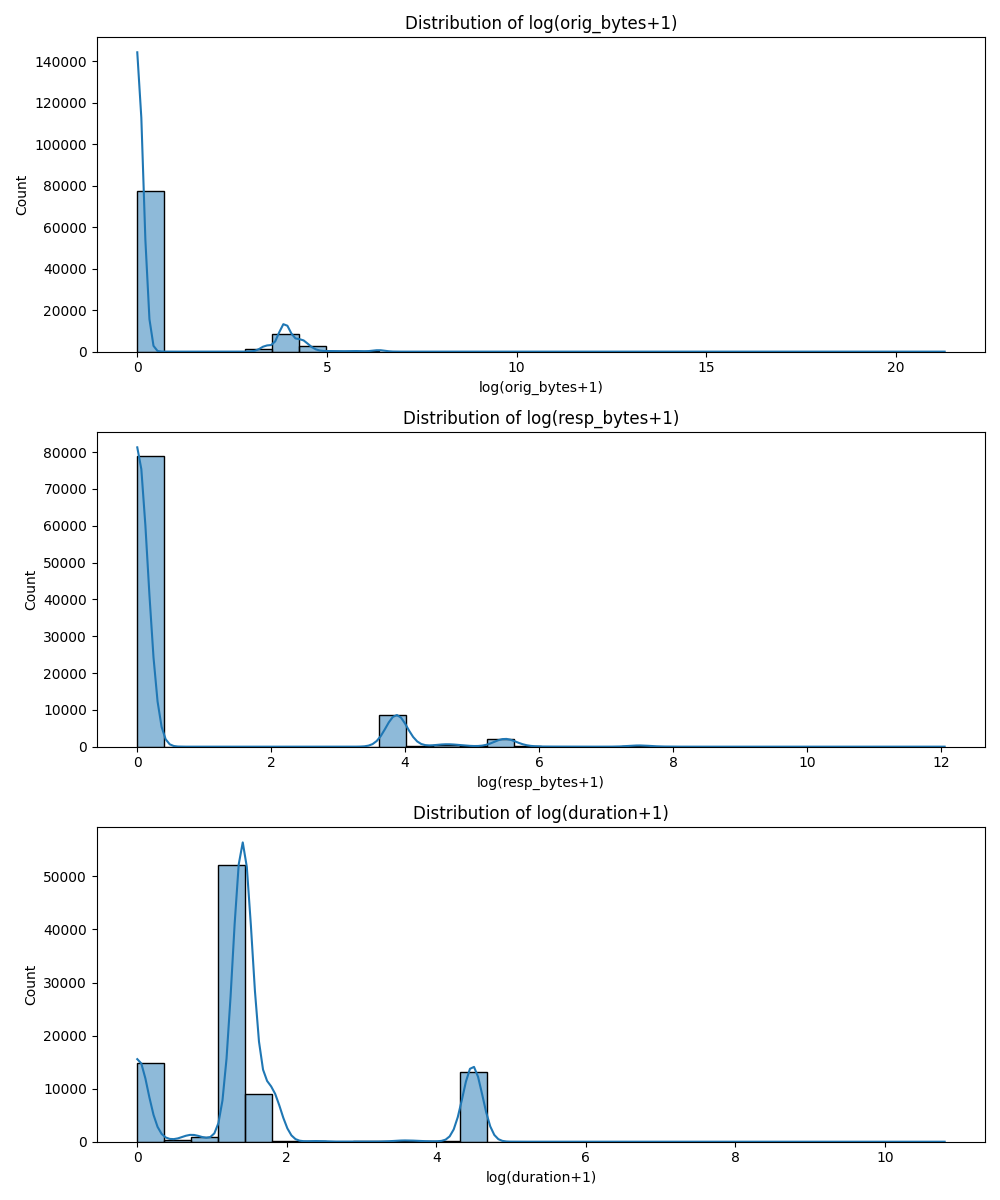 Distribution of log(orig_bytes+1)
140000
120000
100000
80000
60000
40000
20000
0
Count
0 5 10 15 20
log(orig_bytes+1)
Distribution of log(resp_bytes+1)
80000
70000
60000
50000
40000
30000
20000
10000
0
Count
0 2 4 6 8 10 12
log(resp_bytes+1)
Distribution of log(duration+1)
50000
40000
30000
20000
10000
0
Count
0 2 4 6 8 10
log(duration+1)